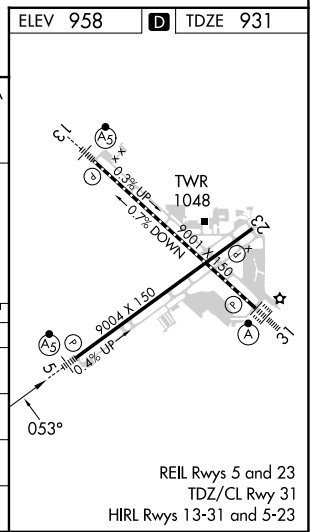 ELEV 958 D TDZE 931
13
A5
P
0.3% UP
0.7% DOWN
TWR
1048
23
9001 X 150
P
9004 X 150
P
A5
P
A
31
5
0.4% UP
053°
REIL Rwys 5 and 23
TDZ/CL Rwy 31
HIRL Rwys 13-31 and 5-23